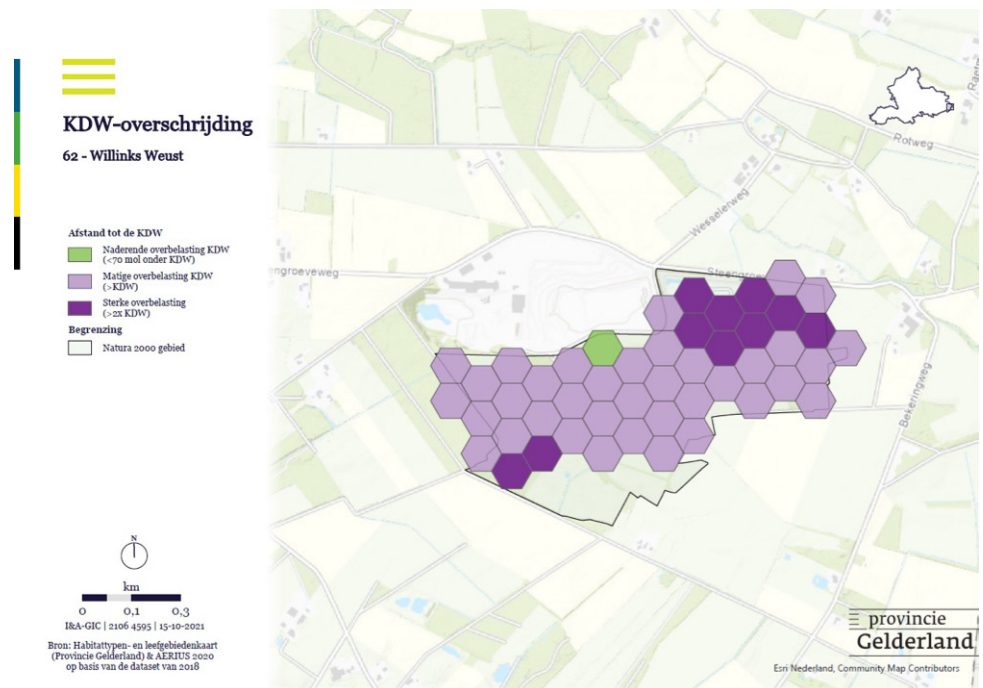 KDW-overschrijding
62 - Willinks Weust
Afstand tot de KDW
Naderende overbelasting KDW
(<70 mol onder KDW)
Matige overbelasting KDW
(>KDW)
Sterke overbelasting
(>2x KDW)
Begrenzing
Natura 2000 gebied
N
km
0 0,1 0,3
I&A-GIC | 2106 4595 | 15-10-2021
Bron: Habitattypen- en leefgebiedenkaart
(Provincie Gelderland) & AERIUS 2020
op basis van de dataset van 2018
Rotweg
Wesselerweg
engroeveweg
Steengroe
Bekeringweg
provincie
Gelderland
Esri Nederland, Community Map Contributors